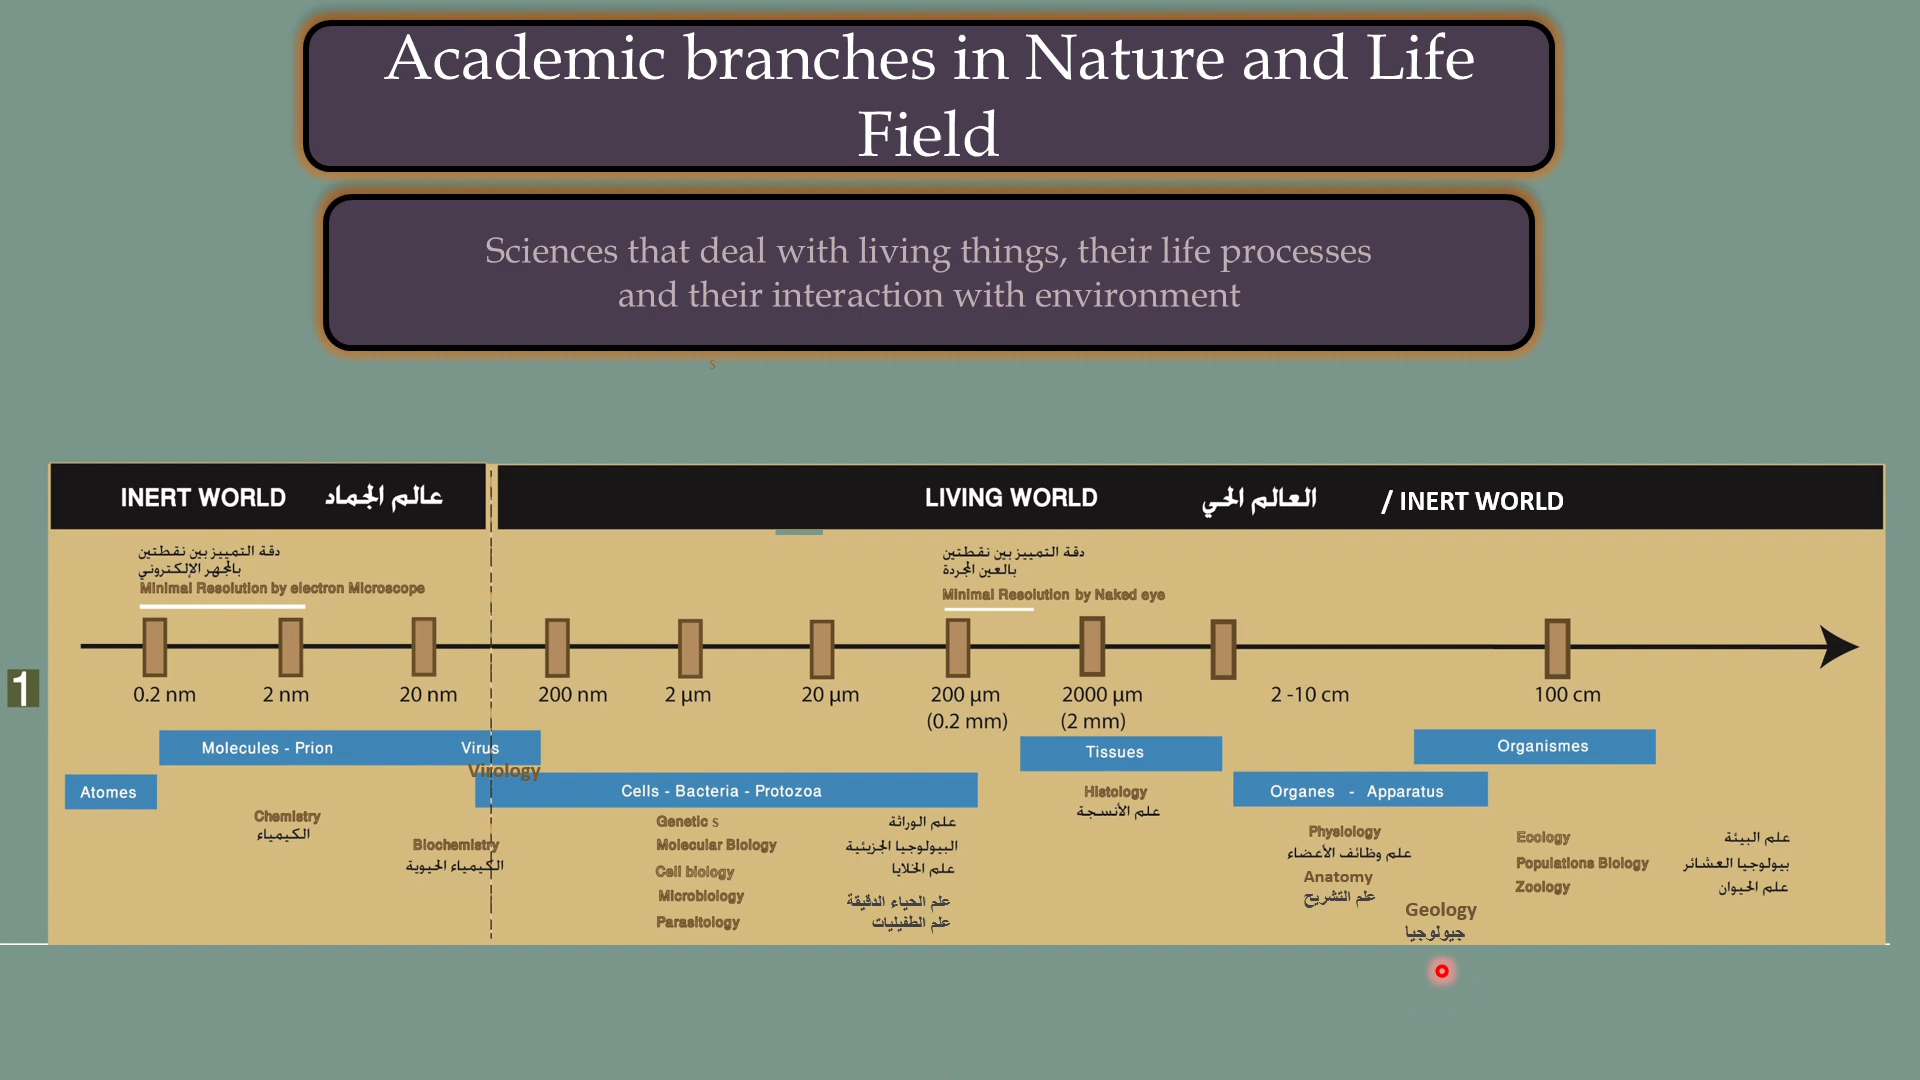 Academic branches in Nature and Life
Field
Sciences that deal with living things, their life processes
and their interaction with environment
s
INERT WORLD عالم الجماد
LIVING WORLD العالم الحي / INERT WORLD
دقة التمييز بين نقطتين
بالمجهر الإلكتروني
Minimal Resolution by electron Microscope
دقة التمييز بين نقطتين
بالعين المجردة
Minimal Resolution by Naked eye
1
0.2 nm 2 nm 20 nm 200 nm 2 µm 20 µm 200 µm 2000 µm 2 -10 cm 100 cm
(0.2 mm) (2 mm)
Molecules - Prion Virus
Virology
Atomes
Cells - Bacteria - Protozoa
Tissues
Organes - Apparatus
Organismes
Chemistry
الكيمياء
Biochemistry
الكيمياء الحيوية
Genetic s علم الوراثة
Molecular Biology البيولوجيا الجزيئية
Cell biology علم الخلايا
Microbiology علم الحياء الدقيقة
Parasitology علم الطفيليات
Histology
علم الأنسجة
Physiology
علم وظائف الأعضاء
Anatomy
علم التشريح
Geology
جيولوجيا
Ecology علم البيئة
Populations Biology بيولوجيا العشائر
Zoology علم الحيوان